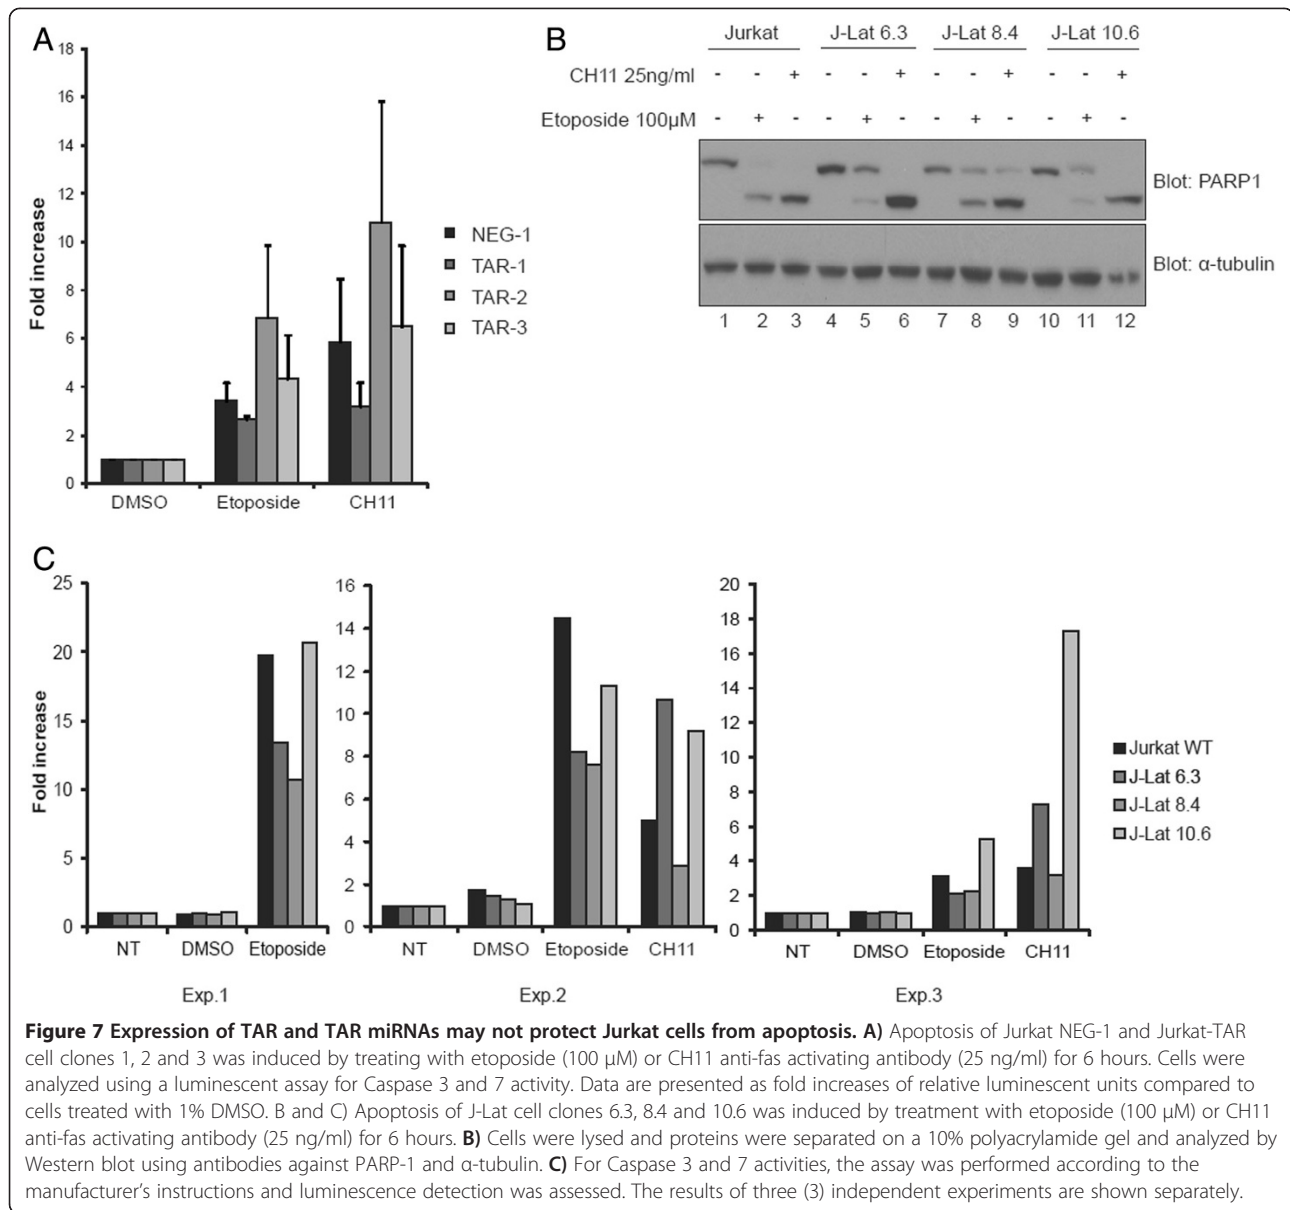 A
18
16
14
12
10
8
6
4
2
0
Fold increase
DMSO Etoposide CH11
NEG-1
TAR-1
TAR-2
TAR-3
B
Jurkat J-Lat 6.3 J-Lat 8.4 J-Lat 10.6
CH11 25ng/ml - - + - - + - - + - - +
Etoposide 100µM - + - - + - - + - - + -
Blot: PARP1
Blot: α-tubulin
1 2 3 4 5 6 7 8 9 10 11 12
C
25
20
15
10
5
0
Fold increase
NT DMSO Etoposide
Exp.1
16
14
12
10
8
6
4
2
0
NT DMSO Etoposide CH11
Exp.2
20
18
16
14
12
10
8
6
4
2
0
NT DMSO Etoposide CH11
Exp.3
Jurkat WT
J-Lat 6.3
J-Lat 8.4
J-Lat 10.6
Figure 7 Expression of TAR and TAR miRNAs may not protect Jurkat cells from apoptosis. A) Apoptosis of Jurkat NEG-1 and Jurkat-TAR
cell clones 1, 2 and 3 was induced by treating with etoposide (100 µM) or CH11 anti-fas activating antibody (25 ng/ml) for 6 hours. Cells were
analyzed using a luminescent assay for Caspase 3 and 7 activity. Data are presented as fold increases of relative luminescent units compared to
cells treated with 1% DMSO. B and C) Apoptosis of J-Lat cell clones 6.3, 8.4 and 10.6 was induced by treatment with etoposide (100 µM) or CH11
anti-fas activating antibody (25 ng/ml) for 6 hours. B) Cells were lysed and proteins were separated on a 10% polyacrylamide gel and analyzed by
Western blot using antibodies against PARP-1 and α-tubulin. C) For Caspase 3 and 7 activities, the assay was performed according to the
manufacturer's instructions and luminescence detection was assessed. The results of three (3) independent experiments are shown separately.